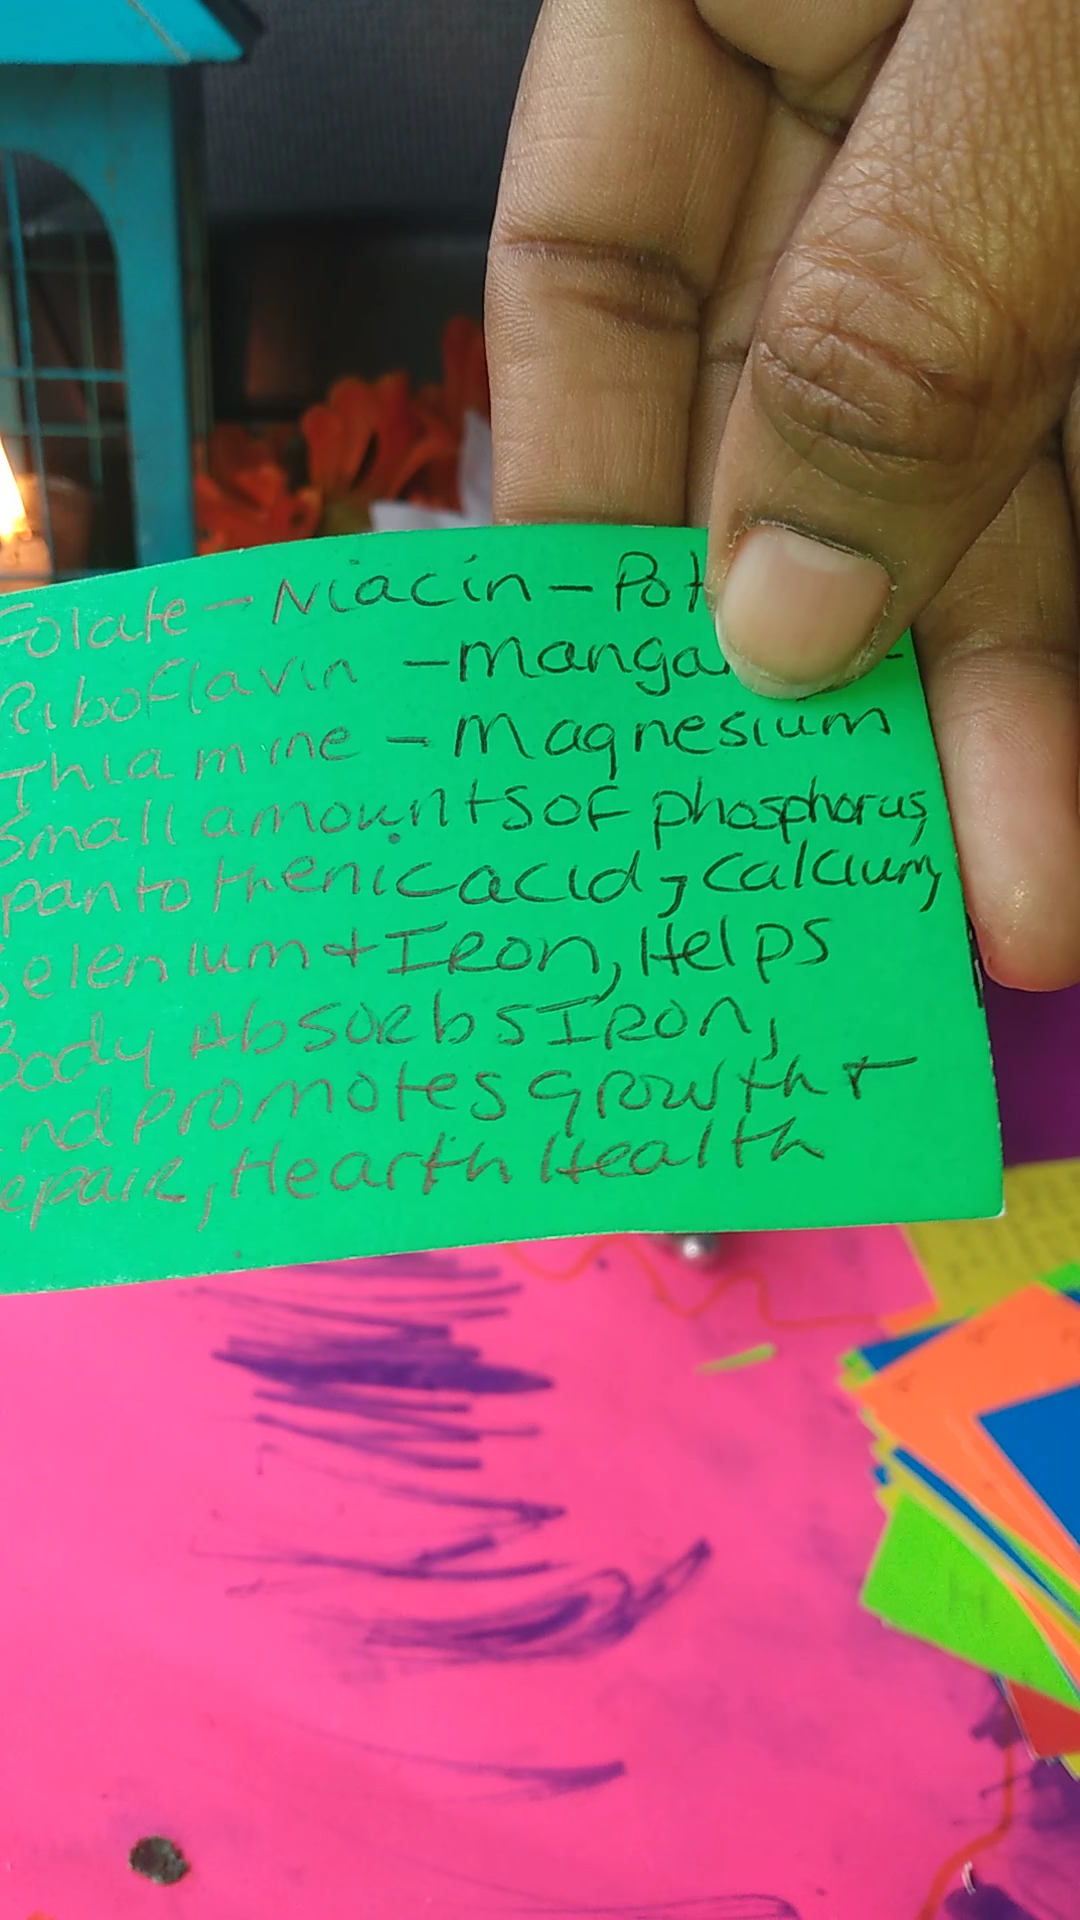 Folate - Niacin - Pot
Riboflavin - manga -
Thiamine - Magnesium
Small amounts of phosphorus,
pantothenic acid, calcium,
Selenium + IRon, Helps
Body Absorbs IRon,
and promotes growth +
epair, Hearth Health